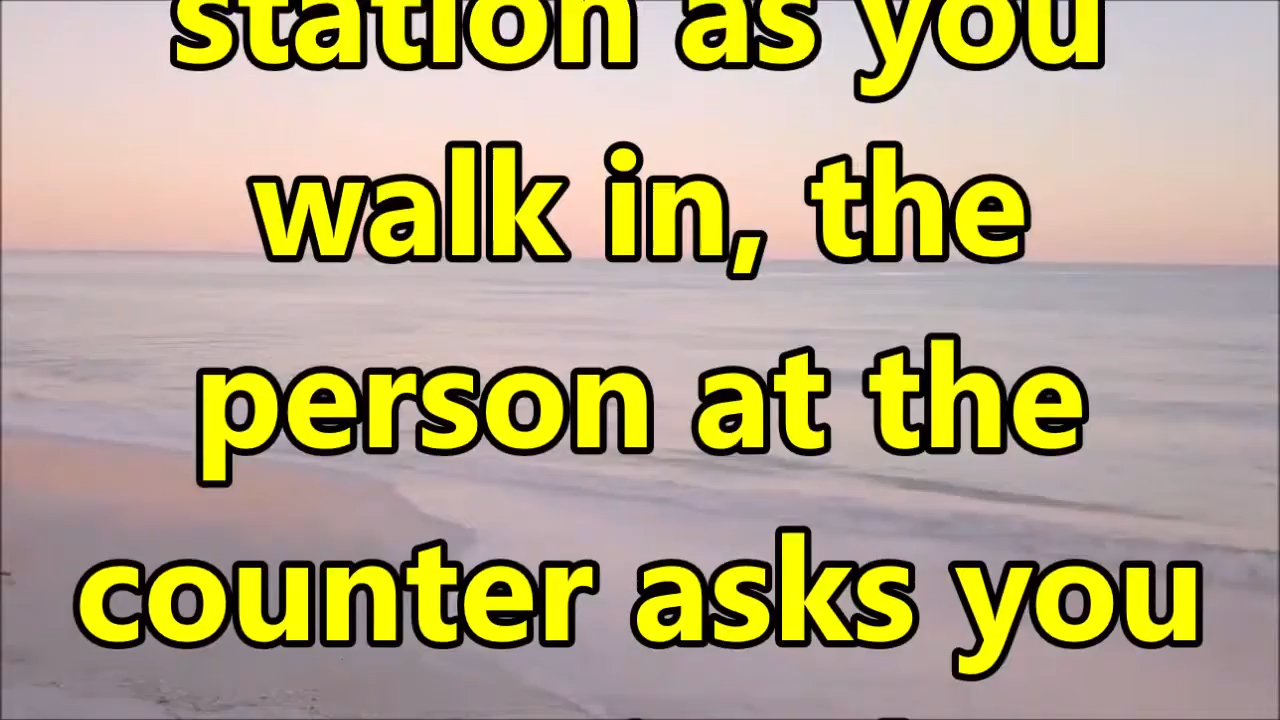 station as you
walk in, the
person at the
counter asks you